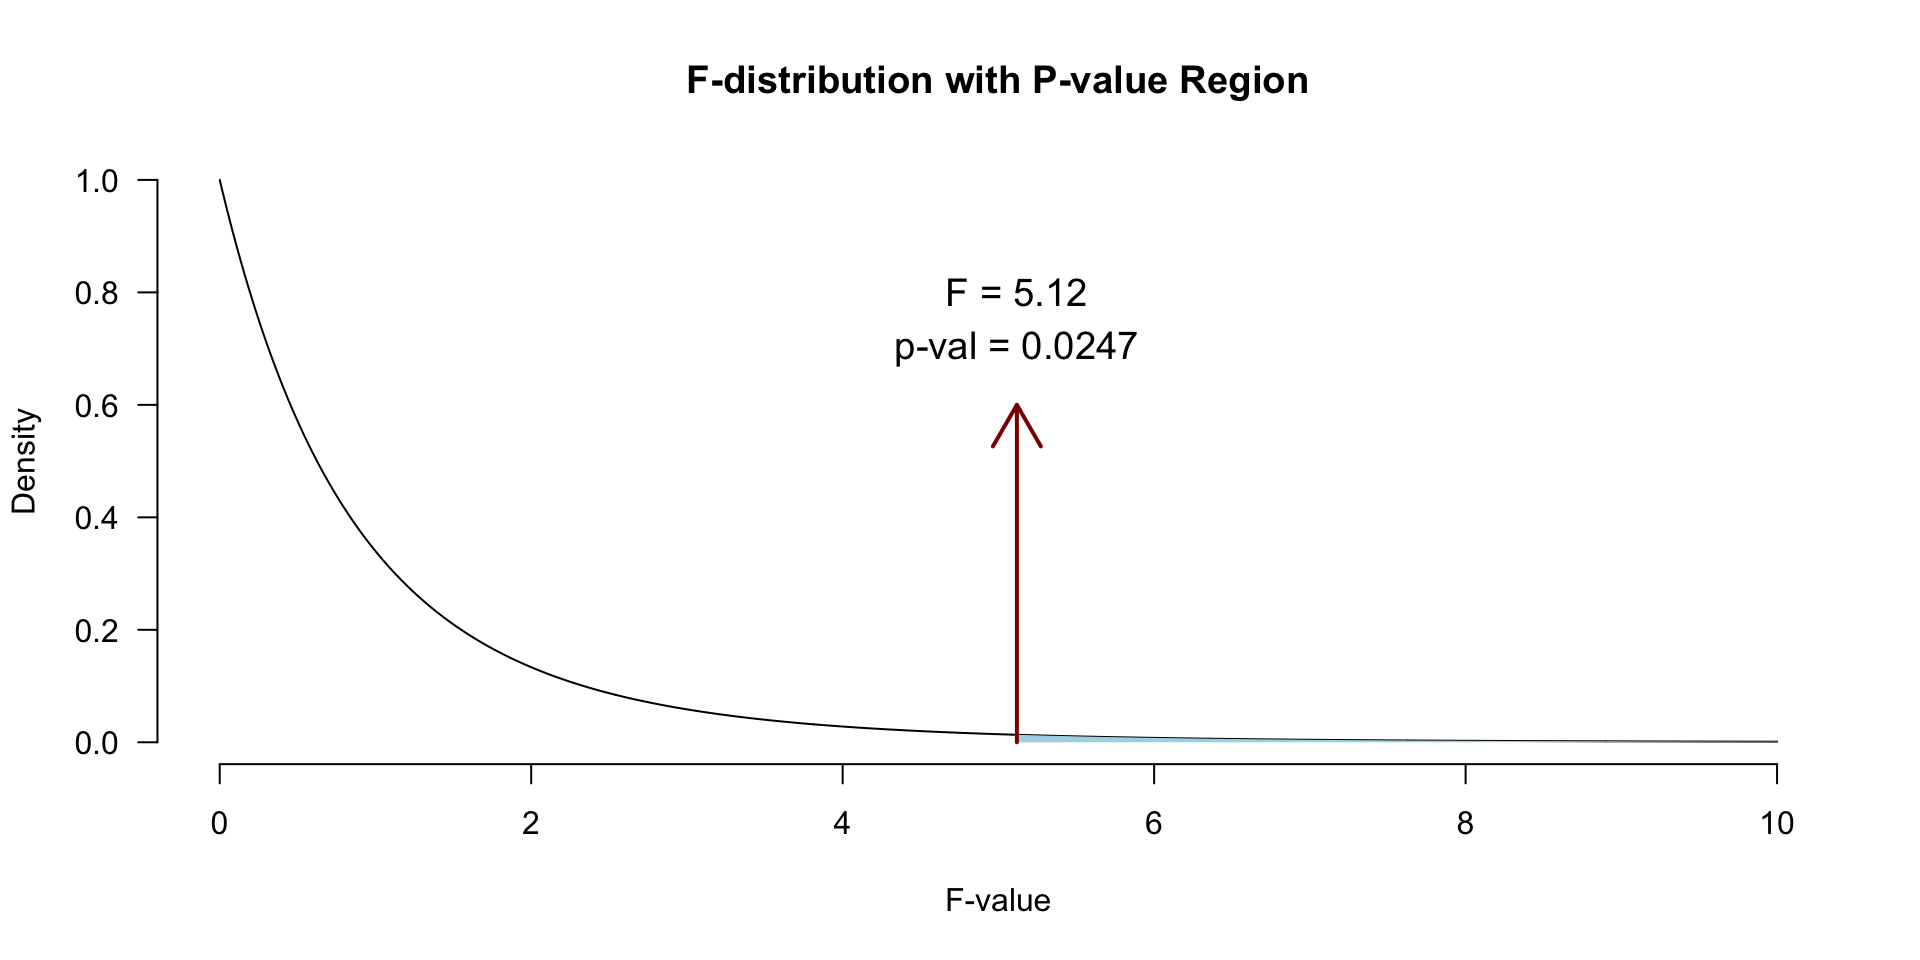 F-distribution with P-value Region
1.0
0.8
0.6
0.4
0.2
0.0
Density
F = 5.12
p-val = 0.0247
0 2 4 6 8 10
F-value